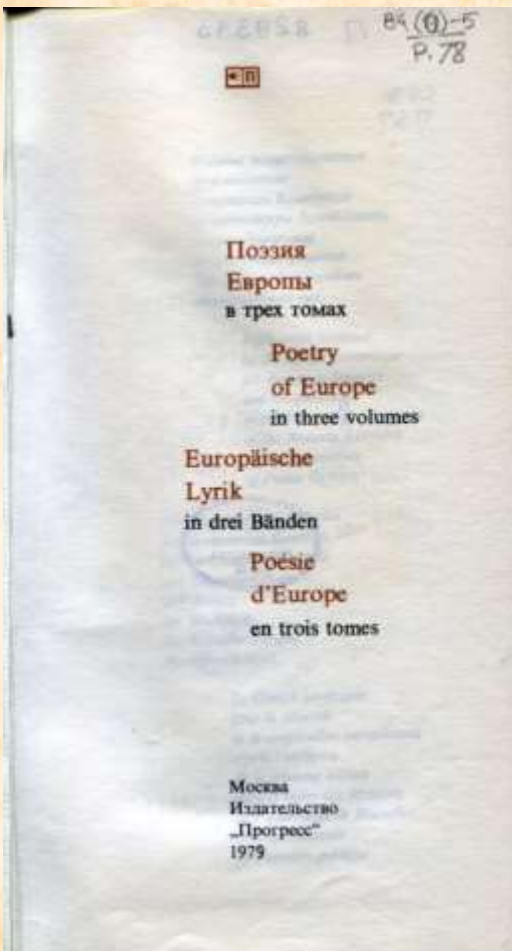 84(0)-5
Р.78
Поэзия
Европы
в трех томах
Poetry
of Europe
in three volumes
Europäische
Lyrik
in drei Bänden
Poésie
d'Europe
en trois tomes
Москва
Издательство
„Прогресс“
1979